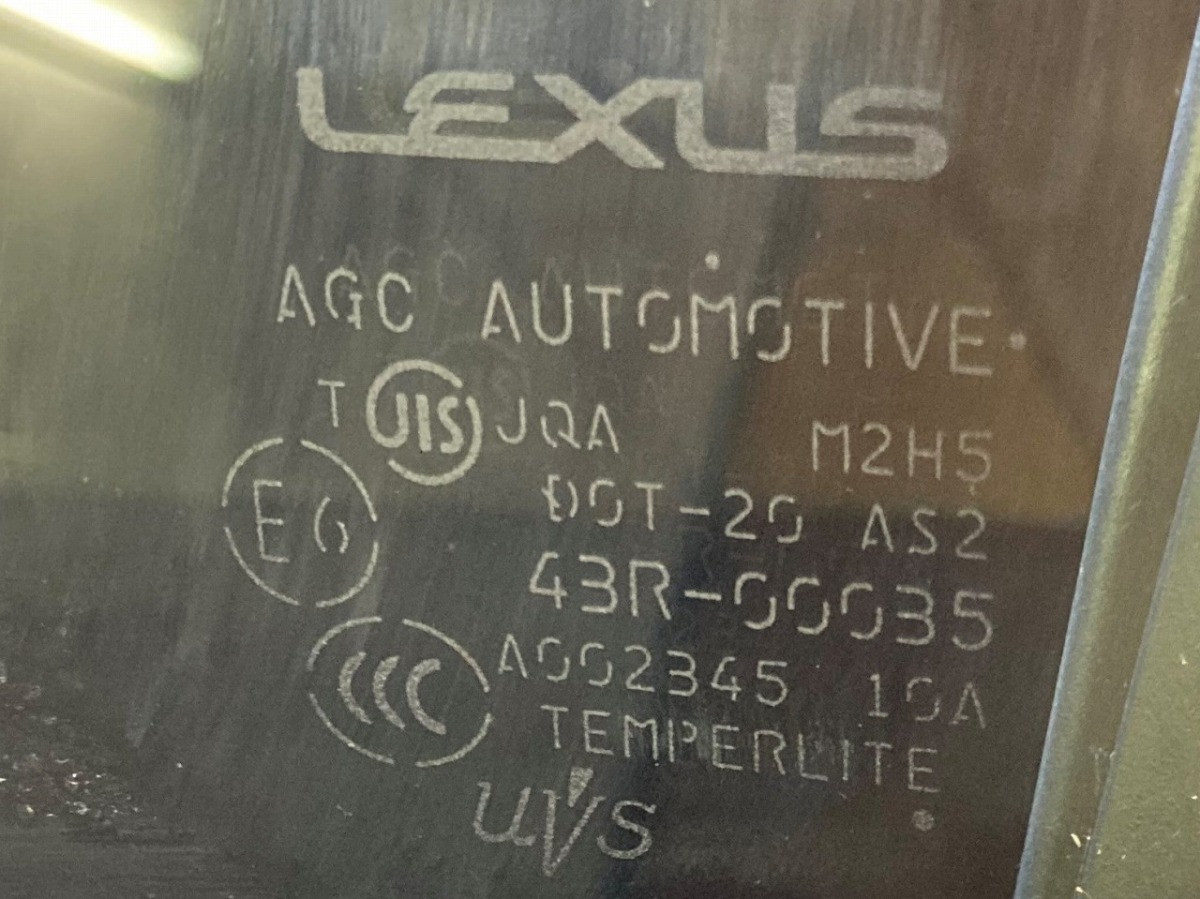 LEXUS
AGC AUTOMOTIVE
T JIS JQA M2H5
E6 DOT-20 AS2
43R-00035
CCC A002345 10A
TEMPERLITE
UVS